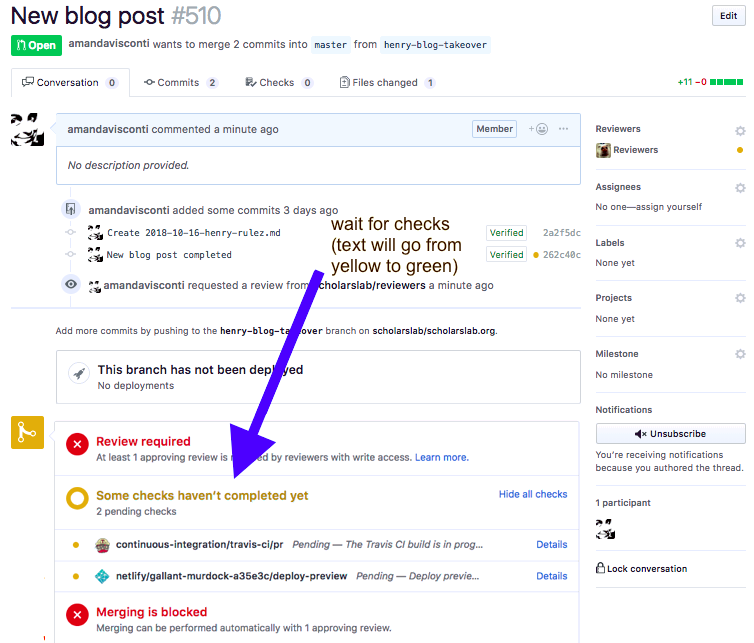 New blog post #510
Edit
Open
amandavisconti wants to merge 2 commits into master from henry-blog-takeover
Conversation 0
Commits 2
Checks 0
Files changed 1
+11 −0
amandavisconti commented a minute ago
Member
No description provided.
amandavisconti added some commits 3 days ago
Create 2018-10-16-henry-rulez.md
Verified 2a2f5dc
New blog post completed
Verified 262c40c
wait for checks
(text will go from
yellow to green)
amandavisconti requested a review from scholarslab/reviewers a minute ago
Add more commits by pushing to the henry-blog-takeover branch on scholarslab/scholarslab.org.
This branch has not been deployed
No deployments
Review required
At least 1 approving review is by reviewers with write access. Learn more.
Some checks haven't completed yet
2 pending checks
Hide all checks
continuous-integration/travis-ci/pr Pending — The Travis CI build is in prog...
Details
netlify/gallant-murdock-a35e3c/deploy-preview Pending — Deploy previe...
Details
Merging is blocked
Merging can be performed automatically with 1 approving review.
Reviewers
Reviewers
Assignees
No one—assign yourself
Labels
None yet
Projects
None yet
Milestone
No milestone
Notifications
Unsubscribe
You're receiving notifications
because you authored the thread.
1 participant
Lock conversation